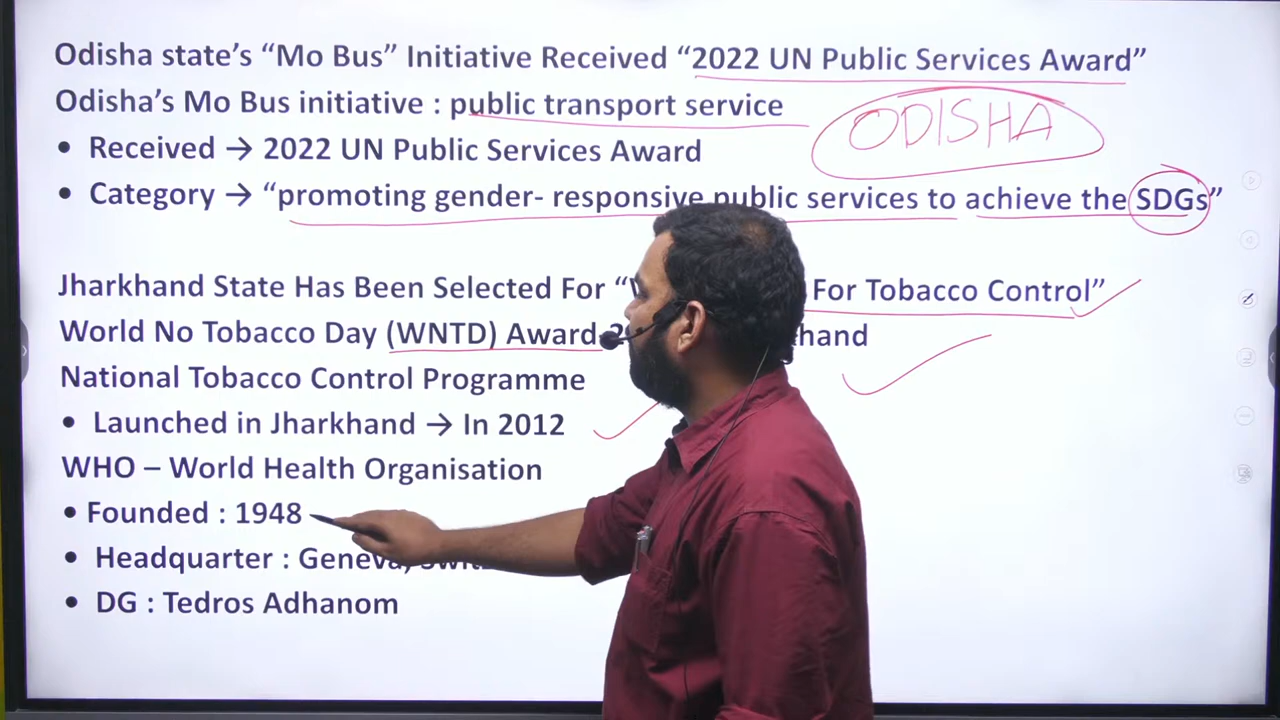 Odisha state's “Mo Bus” Initiative Received “2022 UN Public Services Award”
Odisha's Mo Bus initiative : public transport service
ODISHA
• Received → 2022 UN Public Services Award
• Category → “promoting gender- responsive public services to achieve the SDGs”
Jharkhand State Has Been Selected For “ For Tobacco Control”
World No Tobacco Day (WNTD) Award
National Tobacco Control Programme
• Launched in Jharkhand → In 2012
WHO – World Health Organisation
• Founded : 1948
• Headquarter : Geneva,
• DG : Tedros Adhanom